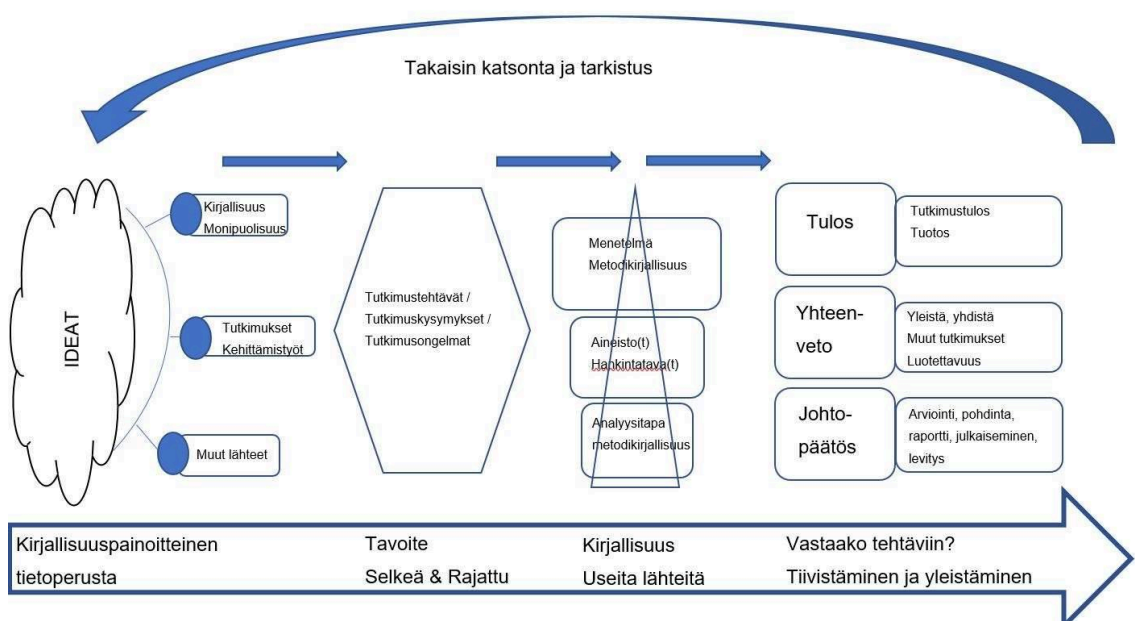 Takaisin katsonta ja tarkistus
IDEAT
Kirjallisuus
Monipuolisuus
Tutkimukset
Kehittämistyöt
Muut lähteet
Tutkimustehtävät /
Tutkimuskysymykset /
Tutkimusongelmat
Menetelmä
Metodikirjallisuus
Aineisto(t)
Hankintatava(t)
Analyysitapa
metodikirjallisuus
Tulos
Tutkimustulos
Tuotos
Yhteen-
veto
Yleistä, yhdistä
Muut tutkimukset
Luotettavuus
Johto-
päätös
Arviointi, pohdinta,
raportti, julkaiseminen,
levitys
Kirjallisuuspainoitteinen
tietoperusta
Tavoite
Selkeä & Rajattu
Kirjallisuus
Useita lähteitä
Vastaako tehtäviin?
Tiivistäminen ja yleistäminen